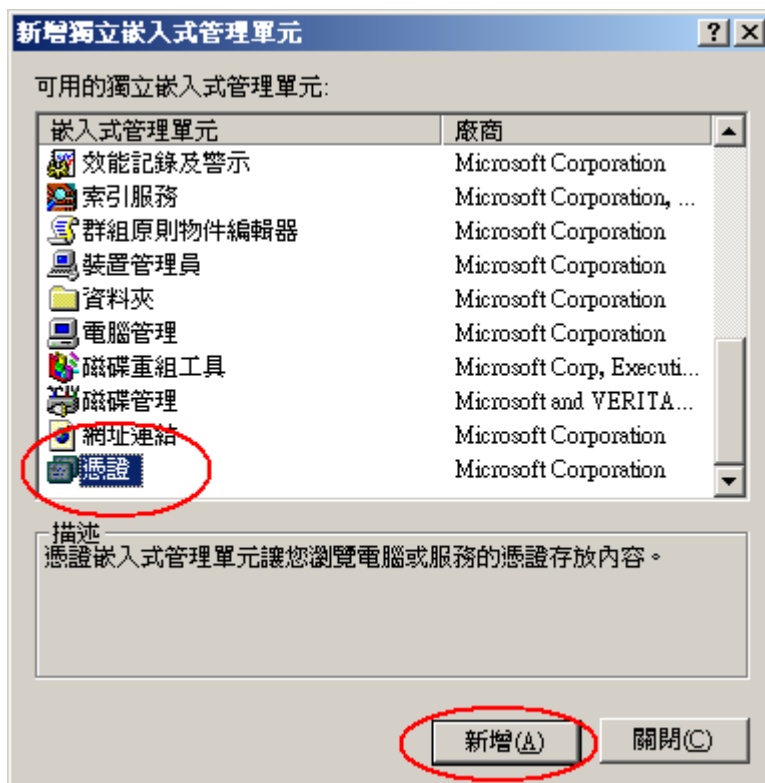 新增獨立嵌入式管理單元
可用的獨立嵌入式管理單元:
嵌入式管理單元 廠商
效能記錄及警示 Microsoft Corporation
索引服務 Microsoft Corporation, ...
群組原則物件編輯器 Microsoft Corporation
裝置管理員 Microsoft Corporation
資料夾 Microsoft Corporation
電腦管理 Microsoft Corporation
磁碟重組工具 Microsoft Corp, Executi...
磁碟管理 Microsoft and VERITA...
網址連結 Microsoft Corporation
憑證 Microsoft Corporation
描述
憑證嵌入式管理單元讓您瀏覽電腦或服務的憑證存放內容。
新增(A) 關閉(C)